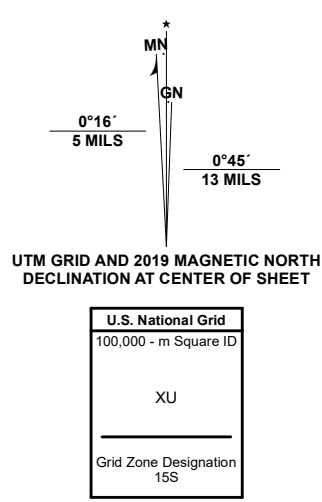 MN
GN
0°16´
5 MILS
0°45´
13 MILS
UTM GRID AND 2019 MAGNETIC NORTH
DECLINATION AT CENTER OF SHEET
U.S. National Grid
100,000 - m Square ID
XU
Grid Zone Designation
15S